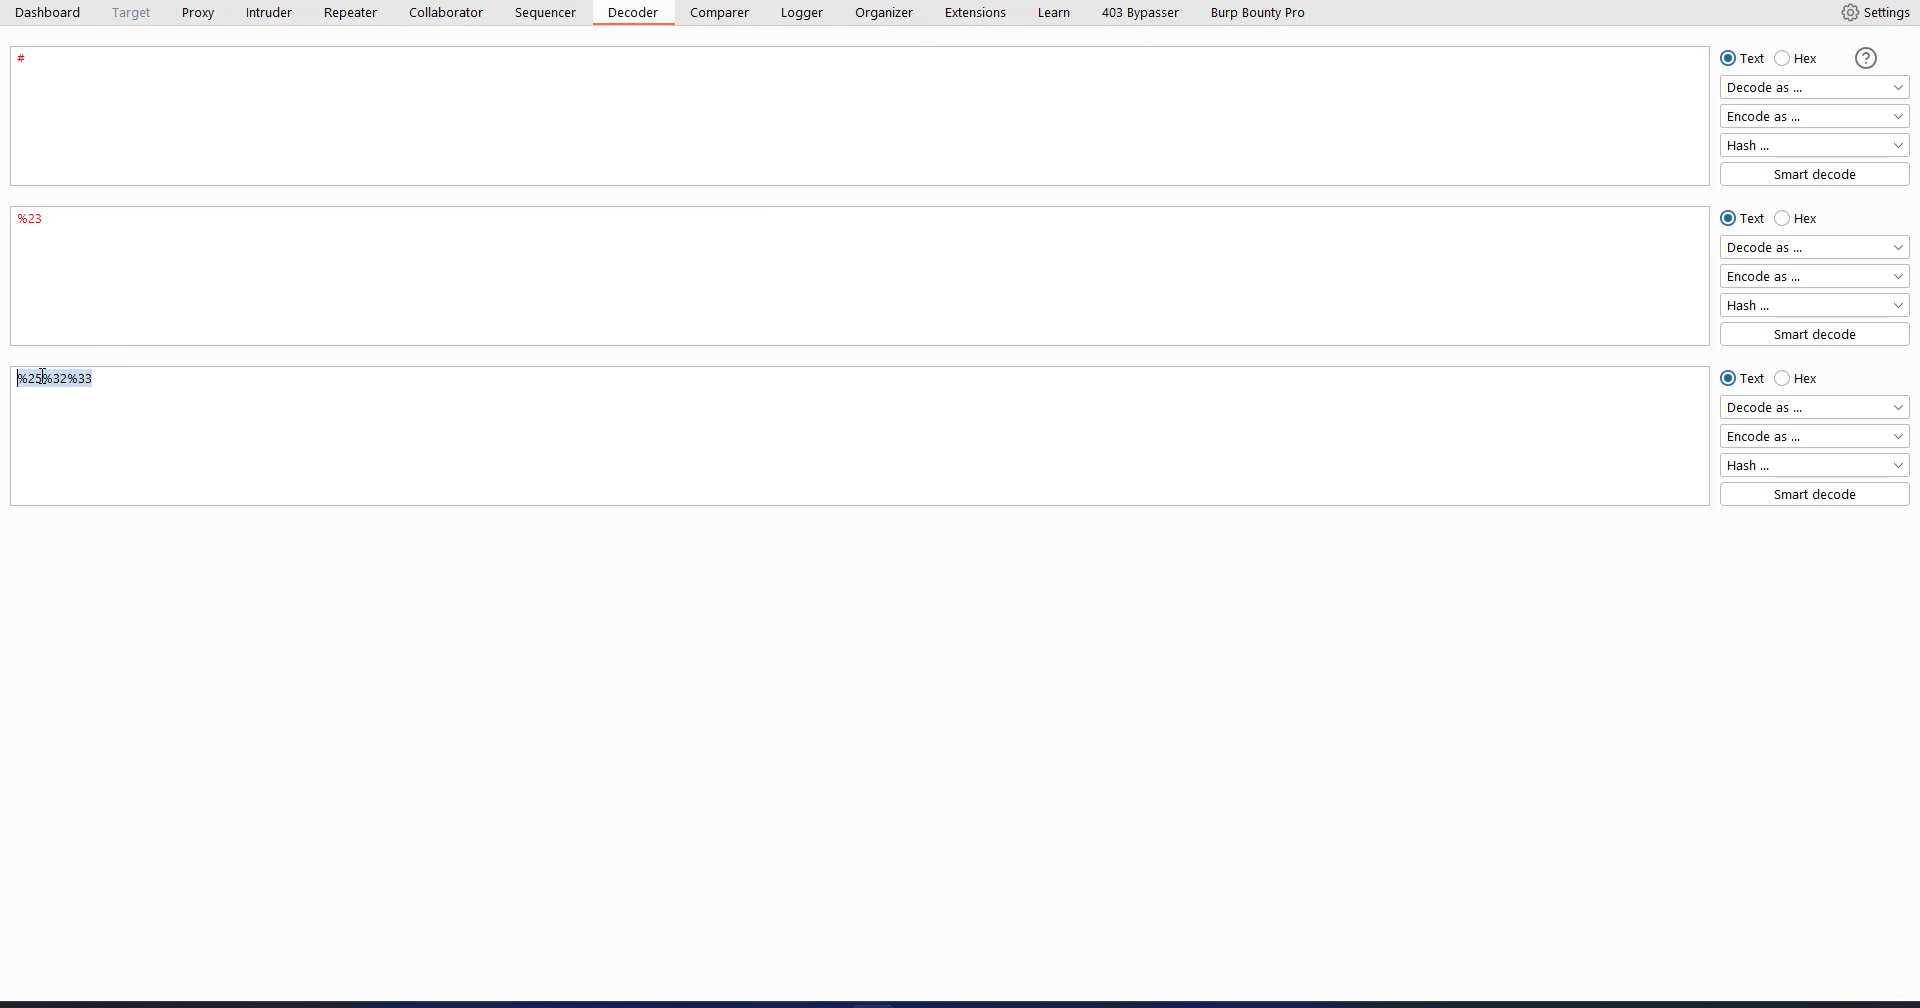 Dashboard Target Proxy Intruder Repeater Collaborator Sequencer Decoder Comparer Logger Organizer Extensions Learn 403 Bypasser Burp Bounty Pro Settings
#
Text Hex ?
Decode as ...
Encode as ...
Hash ...
Smart decode
%23
Text Hex
Decode as ...
Encode as ...
Hash ...
Smart decode
%25%32%33
Text Hex
Decode as ...
Encode as ...
Hash ...
Smart decode